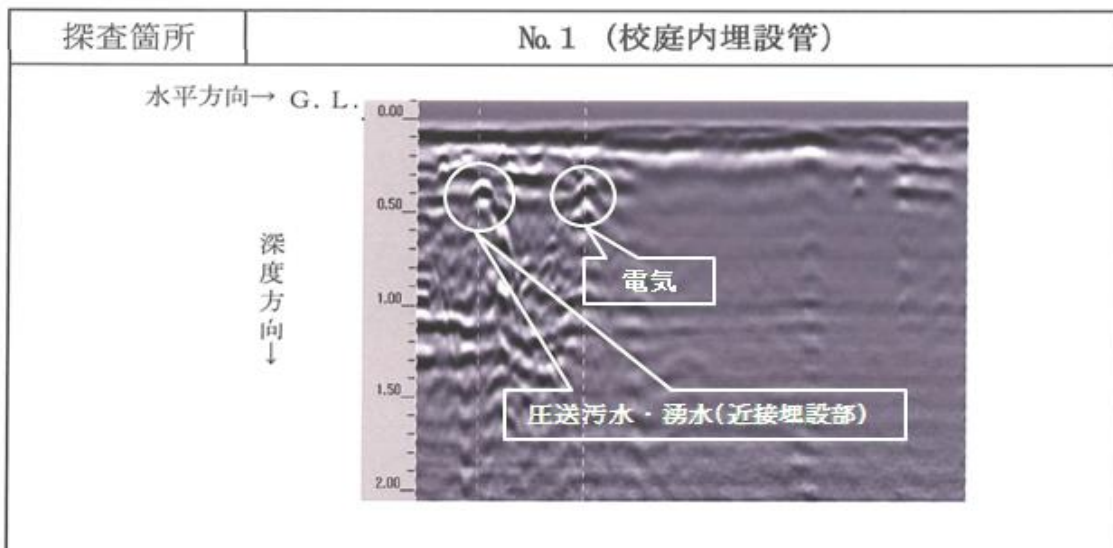 探査箇所
№1 （校庭内埋設管）
水平方向→ G. L.
0.00
0.50
深度方向↓
電気
1.00
1.50
圧送汚水・湧水(近接埋設部)
2.00